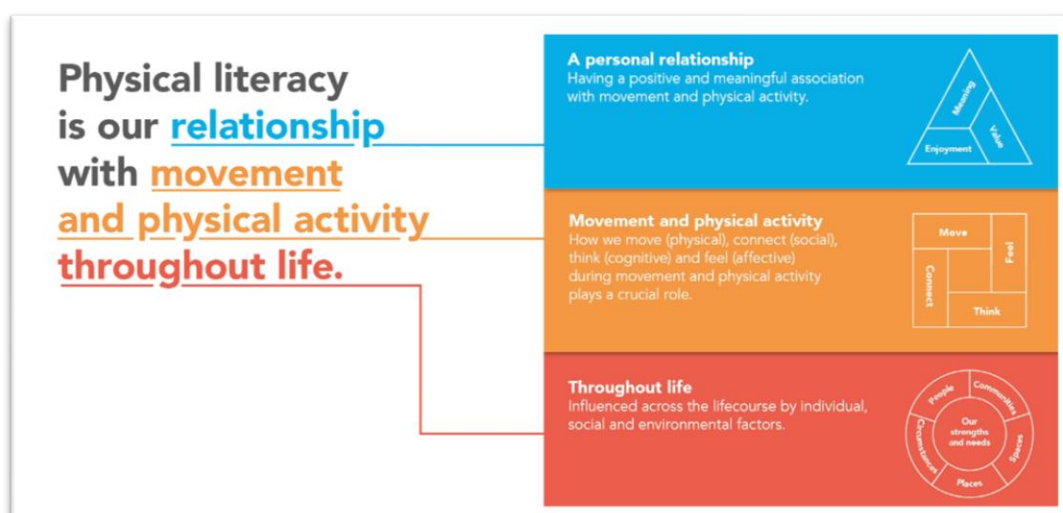 Physical literacy
is our relationship
with movement
and physical activity
throughout life.
A personal relationship
Having a positive and meaningful association
with movement and physical activity.
Meaning
Value
Enjoyment
Movement and physical activity
How we move (physical), connect (social),
think (cognitive) and feel (affective)
during movement and physical activity
plays a crucial role.
Move
Feel
Connect
Think
Throughout life
Influenced across the lifecourse by individual,
social and environmental factors.
People
Communities
Spaces
Places
Circumstances
Our
strengths
and needs